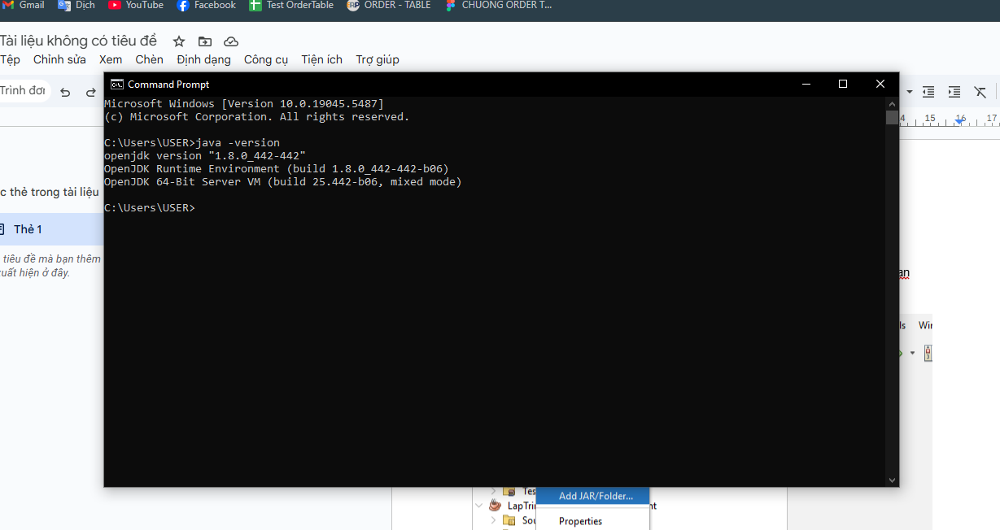 Gmail Dịch YouTube Facebook Test OrderTable ORDER - TABLE CHUONG ORDER T...
Tài liệu không có tiêu đề
Tệp Chỉnh sửa Xem Chèn Định dạng Công cụ Tiện ích Trợ giúp
Trình đơn
Command Prompt
Microsoft Windows [Version 10.0.19045.5487]
(c) Microsoft Corporation. All rights reserved.
C:\Users\USER>java -version
openjdk version "1.8.0_442-442"
OpenJDK Runtime Environment (build 1.8.0_442-442-b06)
OpenJDK 64-Bit Server VM (build 25.442-b06, mixed mode)
C:\Users\USER>
4 15 16 17
c thẻ trong tài liệu
Thẻ 1
tiêu đề mà bạn thêm
xuất hiện ở đây.
an
ls Win
Tes
Add JAR/Folder...
LapTri nt
Sou
Properties